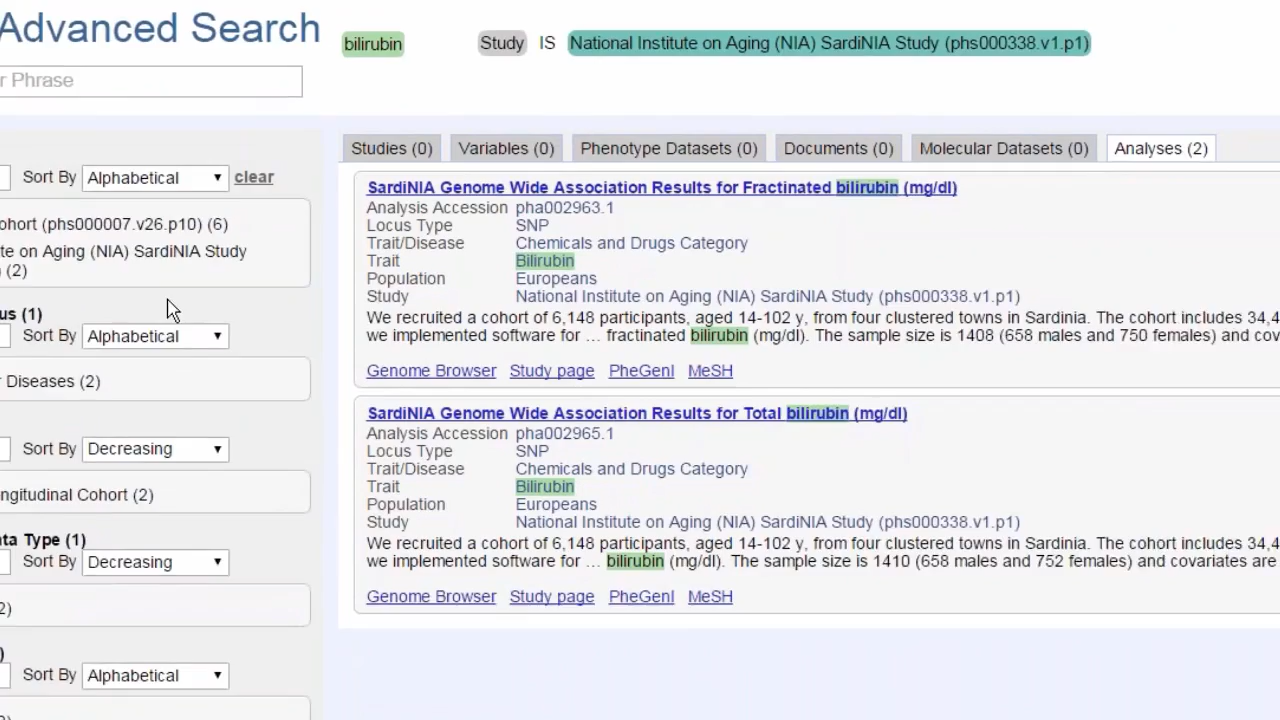 Advanced Search
bilirubin Study IS National Institute on Aging (NIA) SardiNIA Study (phs000338.v1.p1)
r Phrase
Studies (0) Variables (0) Phenotype Datasets (0) Documents (0) Molecular Datasets (0) Analyses (2)
Sort By Alphabetical clear
ohort (phs000007.v26.p10) (6)
te on Aging (NIA) SardiNIA Study
) (2)
us (1)
Sort By Alphabetical
r Diseases (2)
Sort By Decreasing
ngitudinal Cohort (2)
ata Type (1)
Sort By Decreasing
2)
)
Sort By Alphabetical
SardiNIA Genome Wide Association Results for Fractinated bilirubin (mg/dl)
Analysis Accession pha002963.1
Locus Type SNP
Trait/Disease Chemicals and Drugs Category
Trait Bilirubin
Population Europeans
Study National Institute on Aging (NIA) SardiNIA Study (phs000338.v1.p1)
We recruited a cohort of 6,148 participants, aged 14-102 y, from four clustered towns in Sardinia. The cohort includes 34,4
we implemented software for ... fractinated bilirubin (mg/dl). The sample size is 1408 (658 males and 750 females) and cov
Genome Browser Study page PheGenI MeSH
SardiNIA Genome Wide Association Results for Total bilirubin (mg/dl)
Analysis Accession pha002965.1
Locus Type SNP
Trait/Disease Chemicals and Drugs Category
Trait Bilirubin
Population Europeans
Study National Institute on Aging (NIA) SardiNIA Study (phs000338.v1.p1)
We recruited a cohort of 6,148 participants, aged 14-102 y, from four clustered towns in Sardinia. The cohort includes 34,4
we implemented software for ... bilirubin (mg/dl). The sample size is 1410 (658 males and 752 females) and covariates are
Genome Browser Study page PheGenI MeSH